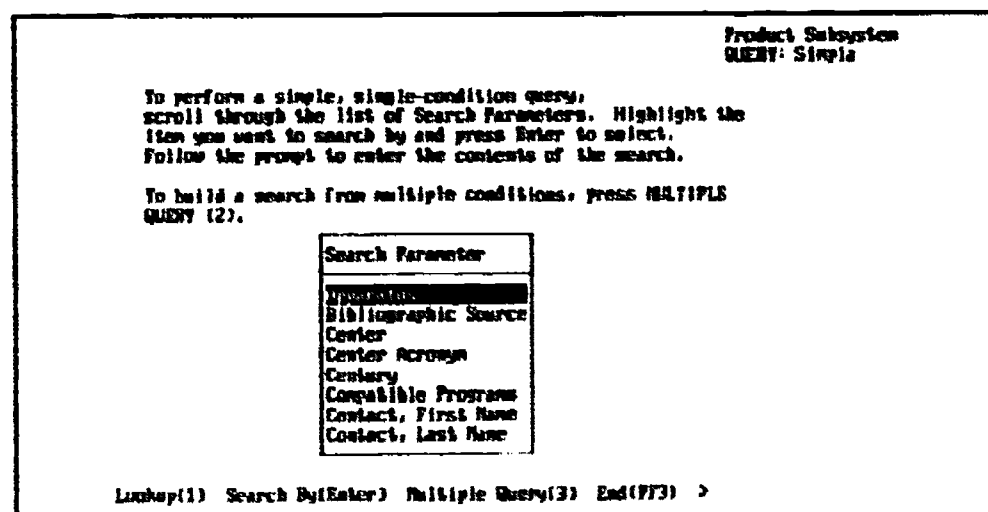 Product Subsystem
QUERY: Simple
To perform a simple, single-condition query,
scroll through the list of Search Parameters. Highlight the
item you want to search by and press Enter to select.
Follow the prompt to enter the contents of the search.
To build a search from multiple conditions, press MULTIPLE
QUERY (2).
Search Parameter
Bibliographic Source
Center
Center Acronym
Century
Compatible Programs
Contact, First Name
Contact, Last Name
Lookup(1) Search By(Enter) Multiple Query(3) End(PF3) >